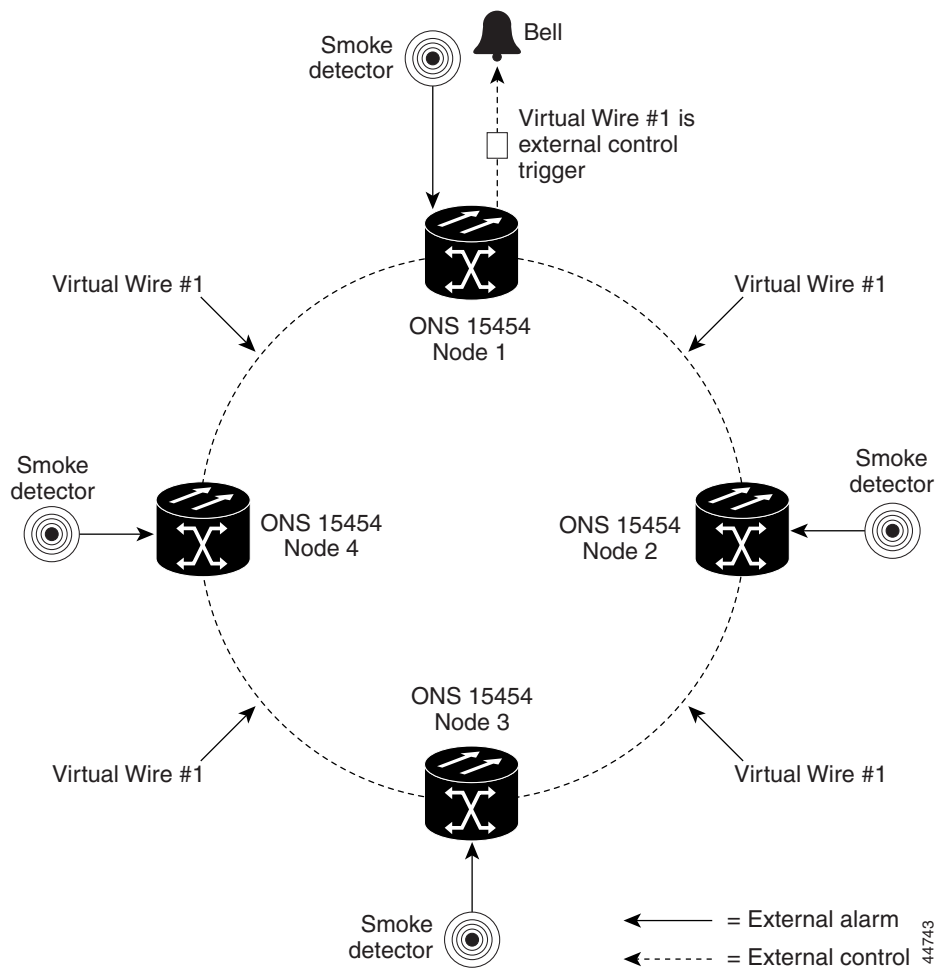 Smoke
detector
Bell
Virtual Wire #1 is
external control
trigger
Virtual Wire #1
Virtual Wire #1
ONS 15454
Node 1
Smoke
detector
ONS 15454
Node 4
ONS 15454
Node 2
Smoke
detector
ONS 15454
Node 3
Virtual Wire #1
Virtual Wire #1
Smoke
detector
= External alarm
= External control
44743